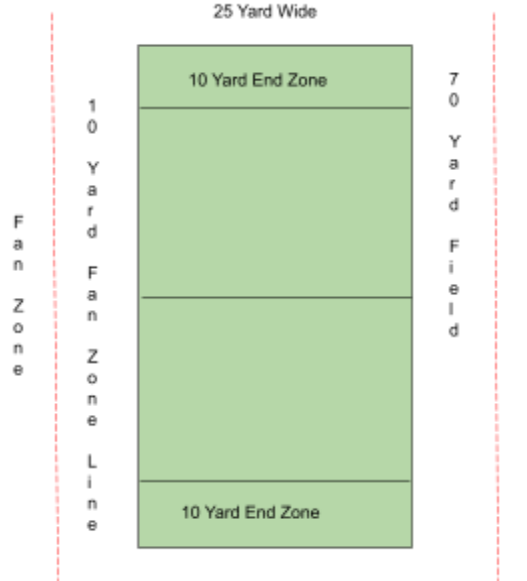 25 Yard Wide
10 Yard End Zone
Fan Zone
10 Yard Fan Zone Line
70 Yard Field
10 Yard End Zone